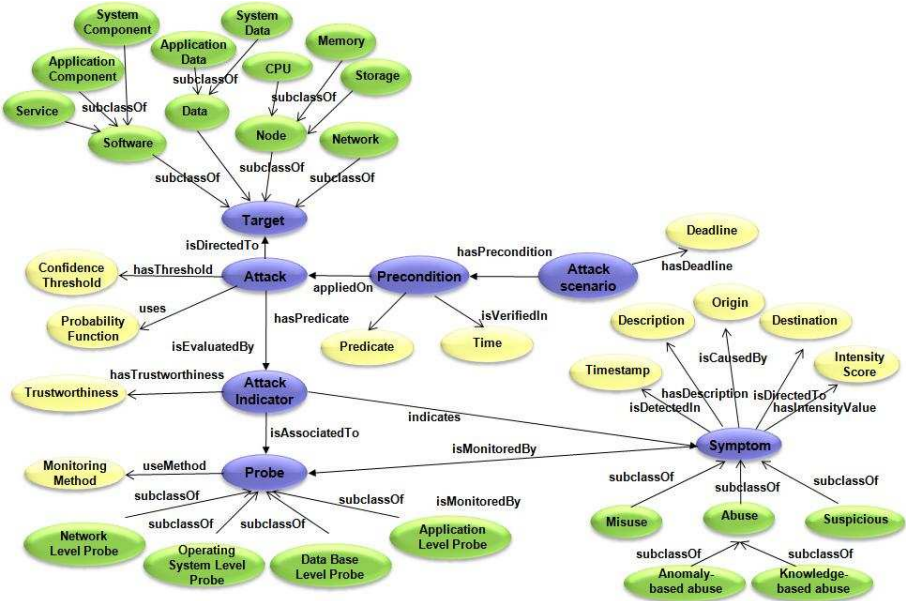 System
Component
System
Data
Application
Data
Memory
Application
Component
subclassOf
CPU
Storage
subclassOf
Service
subclassOf
Data
Node
Network
Software
subclassOf
subclassOf
subclassOf
Target
isDirectedTo
Deadline
hasPrecondition
Confidence
Threshold
hasThreshold
Attack
Precondition
Attack
scenario
hasDeadline
appliedOn
uses
Origin
hasPredicate
isVerifiedIn
Description
Destination
Probability
Function
isEvaluatedBy
Predicate
Time
isCausedBy
Intensity
Score
Timestamp
hasTrustworthiness
Trustworthiness
Attack
Indicator
hasDescription
isDirectedTo
isDetectedIn
hasIntensityValue
indicates
isAssociatedTo
isMonitoredBy
Symptom
Monitoring
Method
useMethod
Probe
subclassOf
subclassOf
subclassOf
isMonitoredBy
subclassOf
subclassOf
subclassOf
subclassOf
Misuse
Abuse
Suspicious
Network
Level Probe
Operating
System Level
Probe
Data Base
Level Probe
Application
Level Probe
subclassOf
subclassOf
Anomaly-
based abuse
Knowledge-
based abuse